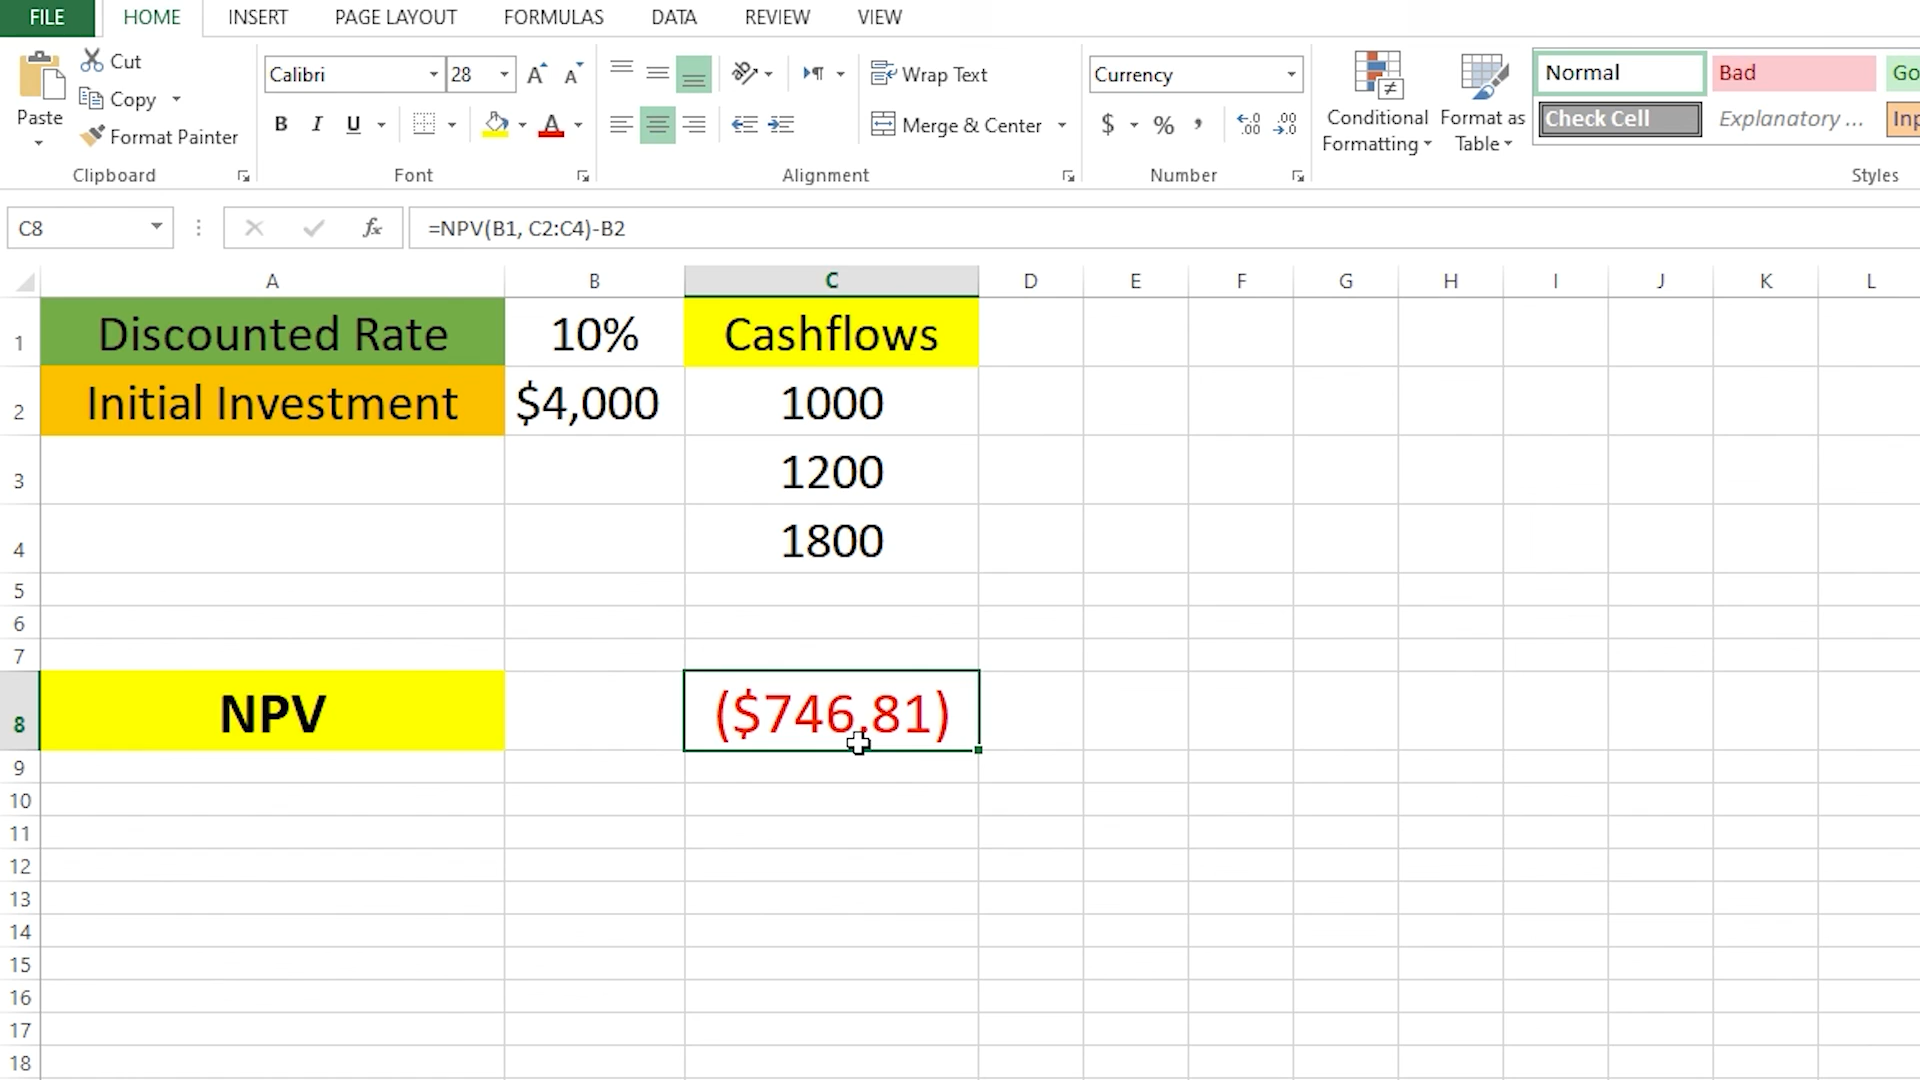 FILE HOME INSERT PAGE LAYOUT FORMULAS DATA REVIEW VIEW
Paste
Cut
Copy
Format Painter
Clipboard
Calibri 28
B I U
Font
Wrap Text
Merge & Center
Alignment
Currency
$ % ,
Number
Conditional
Formatting
Format as
Table
Normal Bad Go
Check Cell Explanatory ... Inp
Styles
C8 fx =NPV(B1, C2:C4)-B2
A B C D E F G H I J K L
1 Discounted Rate 10% Cashflows
2 Initial Investment $4,000 1000
3 1200
4 1800
5
6
7
8 NPV ($746.81)
9
10
11
12
13
14
15
16
17
18